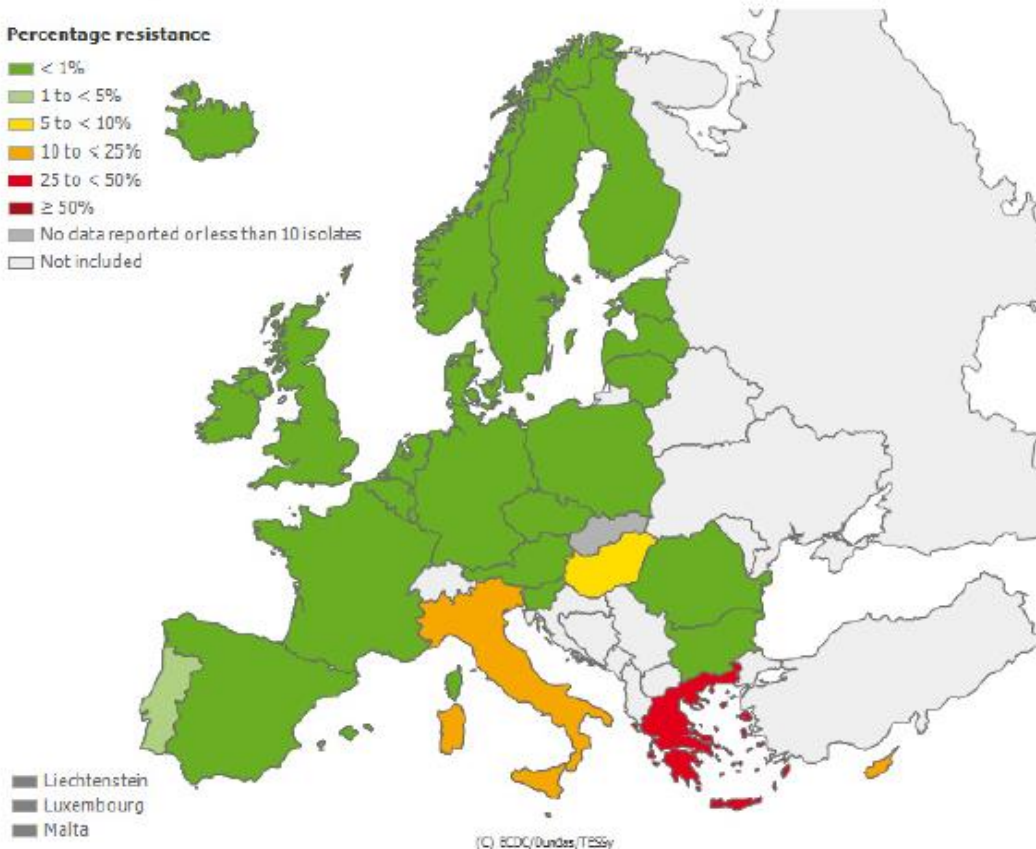 Percentage resistance
< 1%
1 to < 5%
5 to < 10%
10 to < 25%
25 to < 50%
≥ 50%
No data reported or less than 10 isolates
Not included
Liechtenstein
Luxembourg
Malta
(C) ECDC/Dundas/TESSy